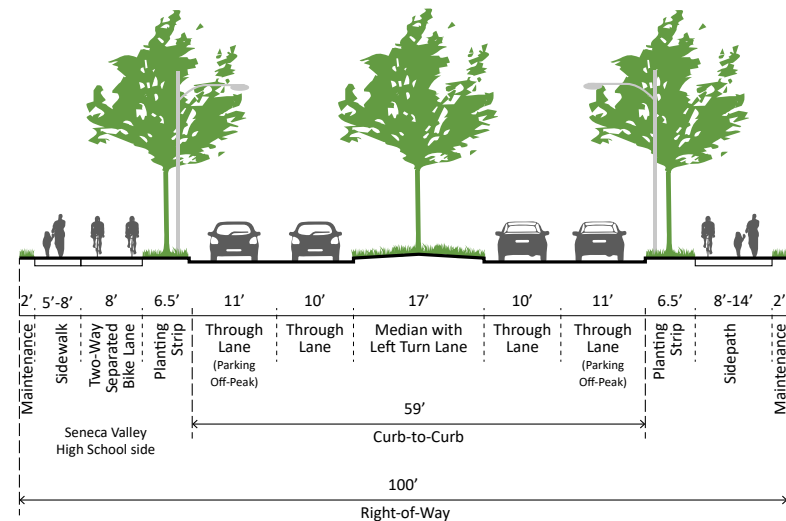 2’ 5’-8’ 8’ 6.5’ 11’ 10’ 17’ 10’ 11’ 6.5’ 8’-14’ 2’
Maintenance
Sidewalk
Two-Way
Separated
Bike Lane
Planting
Strip
Through
Lane
(Parking
Off-Peak)
Through
Lane
Median with
Left Turn Lane
Through
Lane
Through
Lane
(Parking
Off-Peak)
Planting
Strip
Sidepath
Maintenance
59’
Curb-to-Curb
Seneca Valley
High School side
100’
Right-of-Way